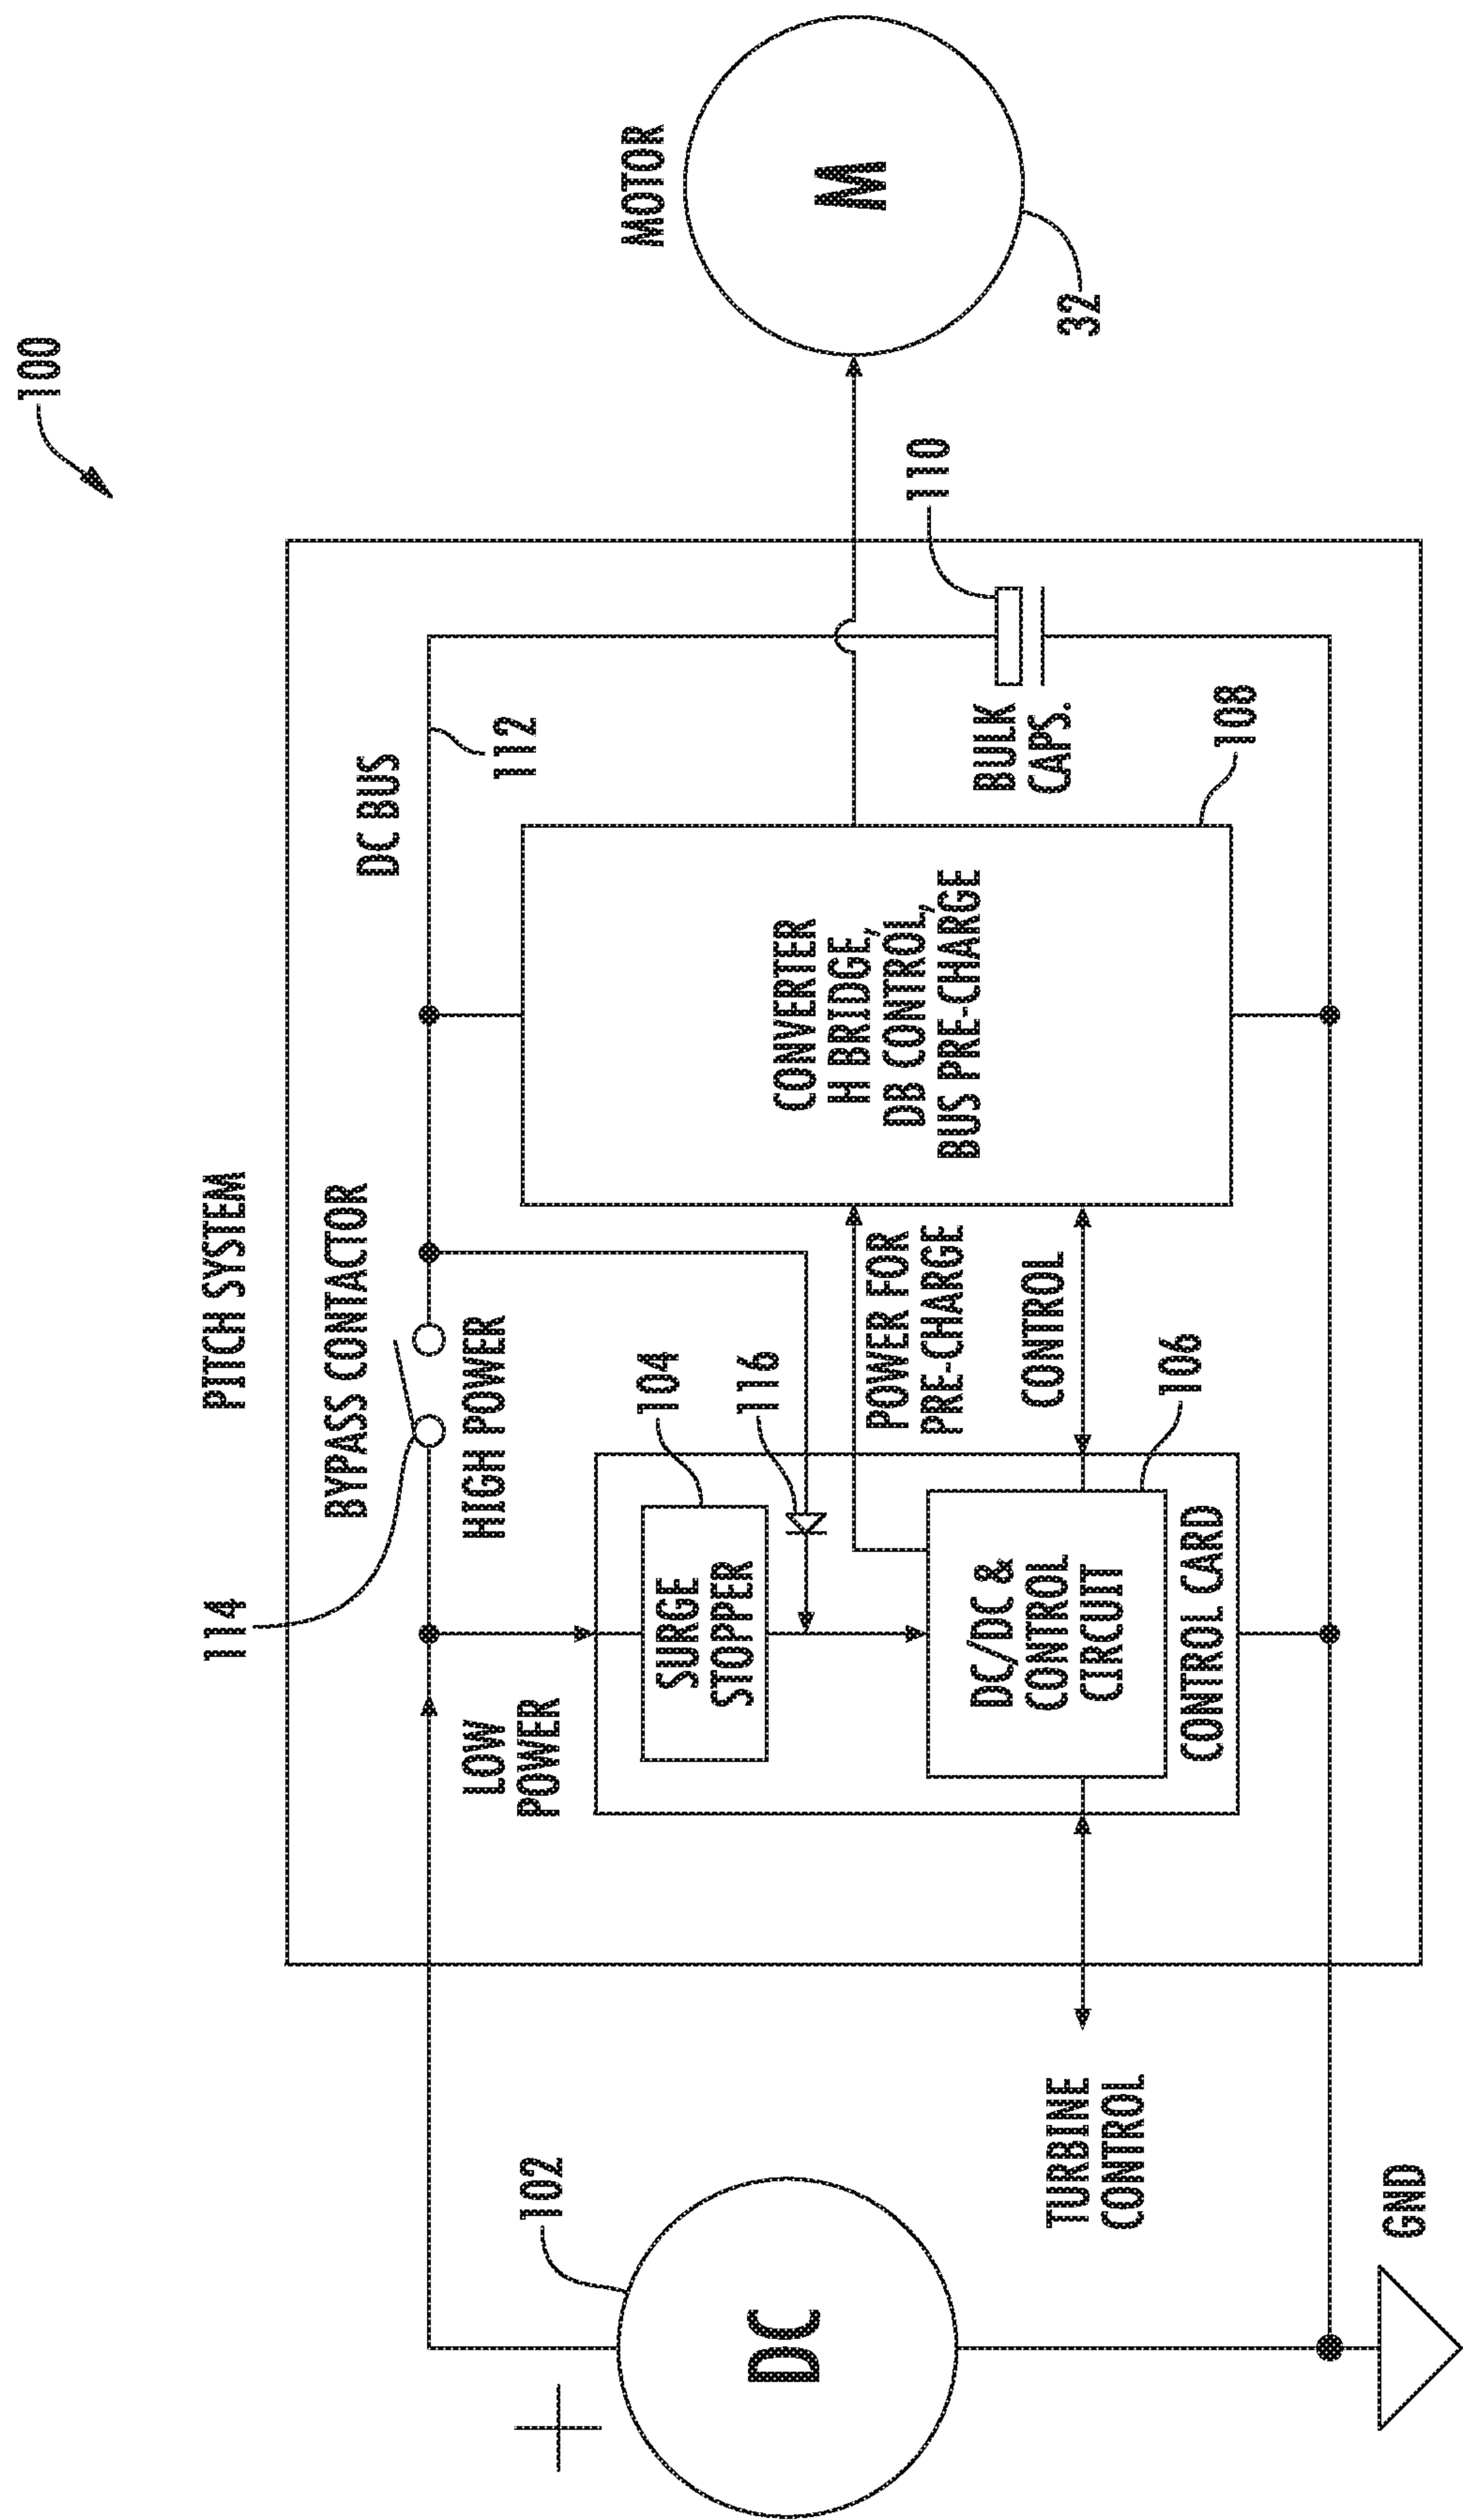 100
PITCH SYSTEM
114
BYPASS CONTACTOR
DC BUS
112
HIGH POWER
LOW
POWER
102
+
DC
SURGE
STOPPER
104
116
DC/DC &
CONTROL
CIRCUIT
CONTROL CARD
106
POWER FOR
PRE-CHARGE
CONTROL
CONVERTER
H BRIDGE,
DB CONTROL,
BUS PRE-CHARGE
108
BULK
CAPS.
110
MOTOR
M
32
TURBINE
CONTROL
GND